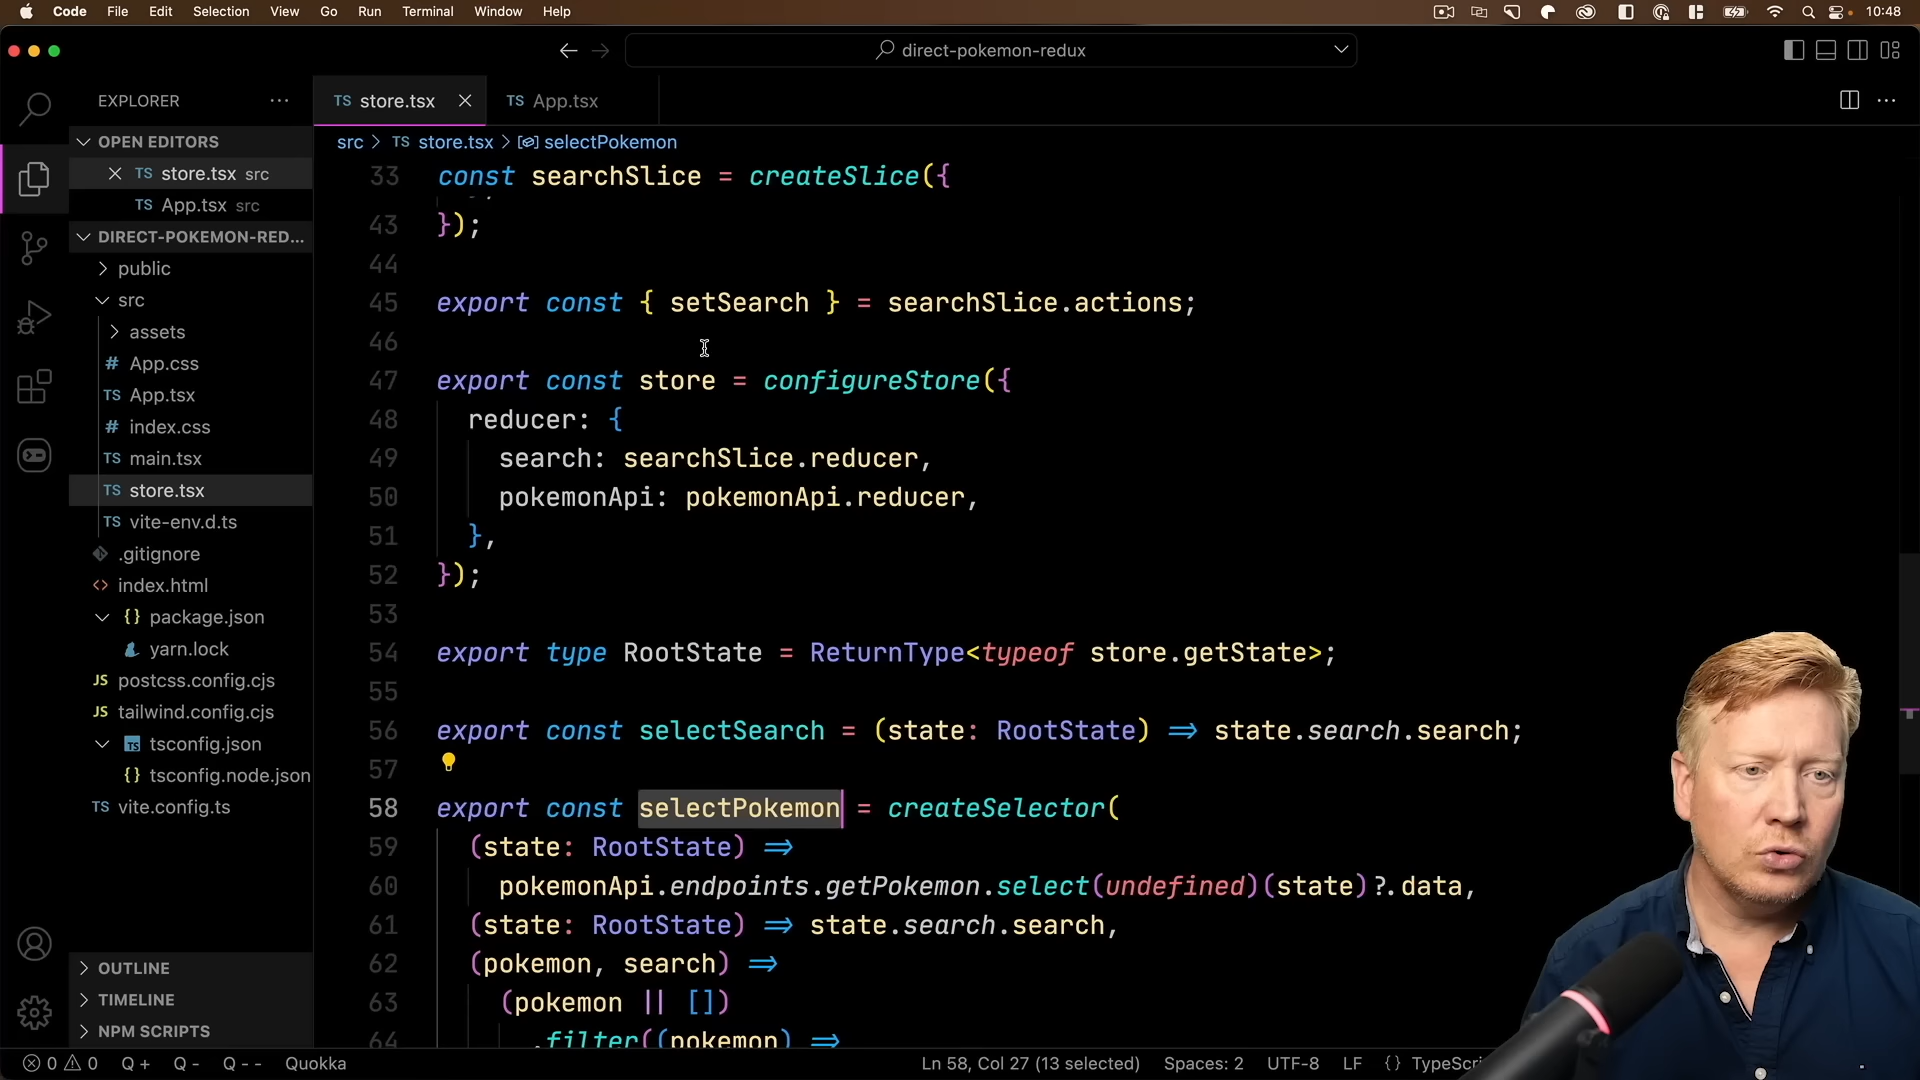 Code File Edit Selection View Go Run Terminal Window Help 10:48
direct-pokemon-redux
EXPLORER
TS store.tsx
TS App.tsx
OPEN EDITORS
TS store.tsx src
TS App.tsx src
DIRECT-POKEMON-RED...
public
src
assets
# App.css
TS App.tsx
# index.css
TS main.tsx
TS store.tsx
TS vite-env.d.ts
.gitignore
<> index.html
{} package.json
yarn.lock
JS postcss.config.cjs
JS tailwind.config.cjs
TS tsconfig.json
{} tsconfig.node.json
TS vite.config.ts
OUTLINE
TIMELINE
NPM SCRIPTS
src > TS store.tsx > selectPokemon
33 const searchSlice = createSlice({
43 });
44
45 export const { setSearch } = searchSlice.actions;
46
47 export const store = configureStore({
48 reducer: {
49 search: searchSlice.reducer,
50 pokemonApi: pokemonApi.reducer,
51 },
52 });
53
54 export type RootState = ReturnType<typeof store.getState>;
55
56 export const selectSearch = (state: RootState) => state.search.search;
57
58 export const selectPokemon = createSelector(
59 (state: RootState) =>
60 pokemonApi.endpoints.getPokemon.select(undefined)(state)?.data,
61 (state: RootState) => state.search.search,
62 (pokemon, search) =>
63 (pokemon || [])
64 .filter((pokemon) =>
0 0 Q + Q - Q - - Quokka Ln 58, Col 27 (13 selected) Spaces: 2 UTF-8 LF {} TypeScri